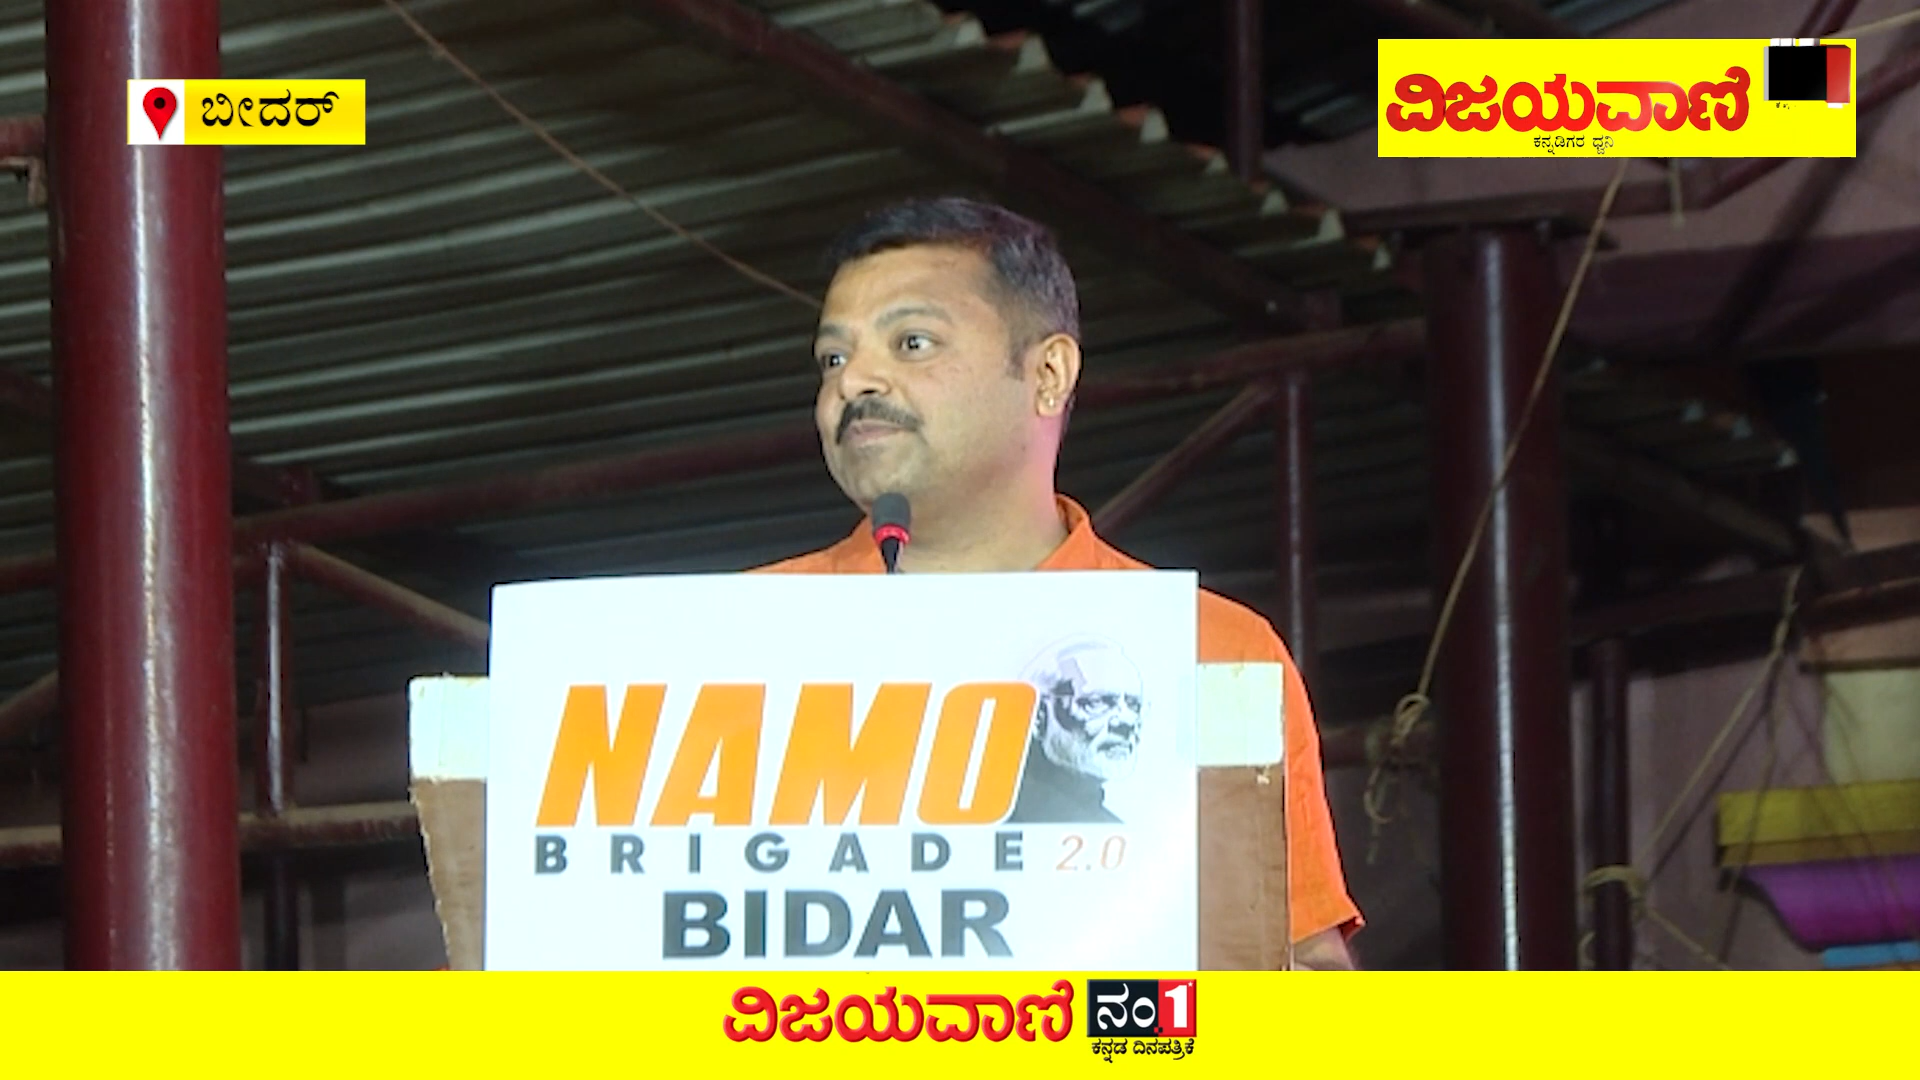 ಬೀದರ್
ವಿಜಯವಾಣಿ
ಕನ್ನಡಿಗರ ಧ್ವನಿ
NAMO
BRIGADE 2.0
BIDAR
ವಿಜಯವಾಣಿ ನಂ.1
ಕನ್ನಡ ದಿನಪತ್ರಿಕೆ